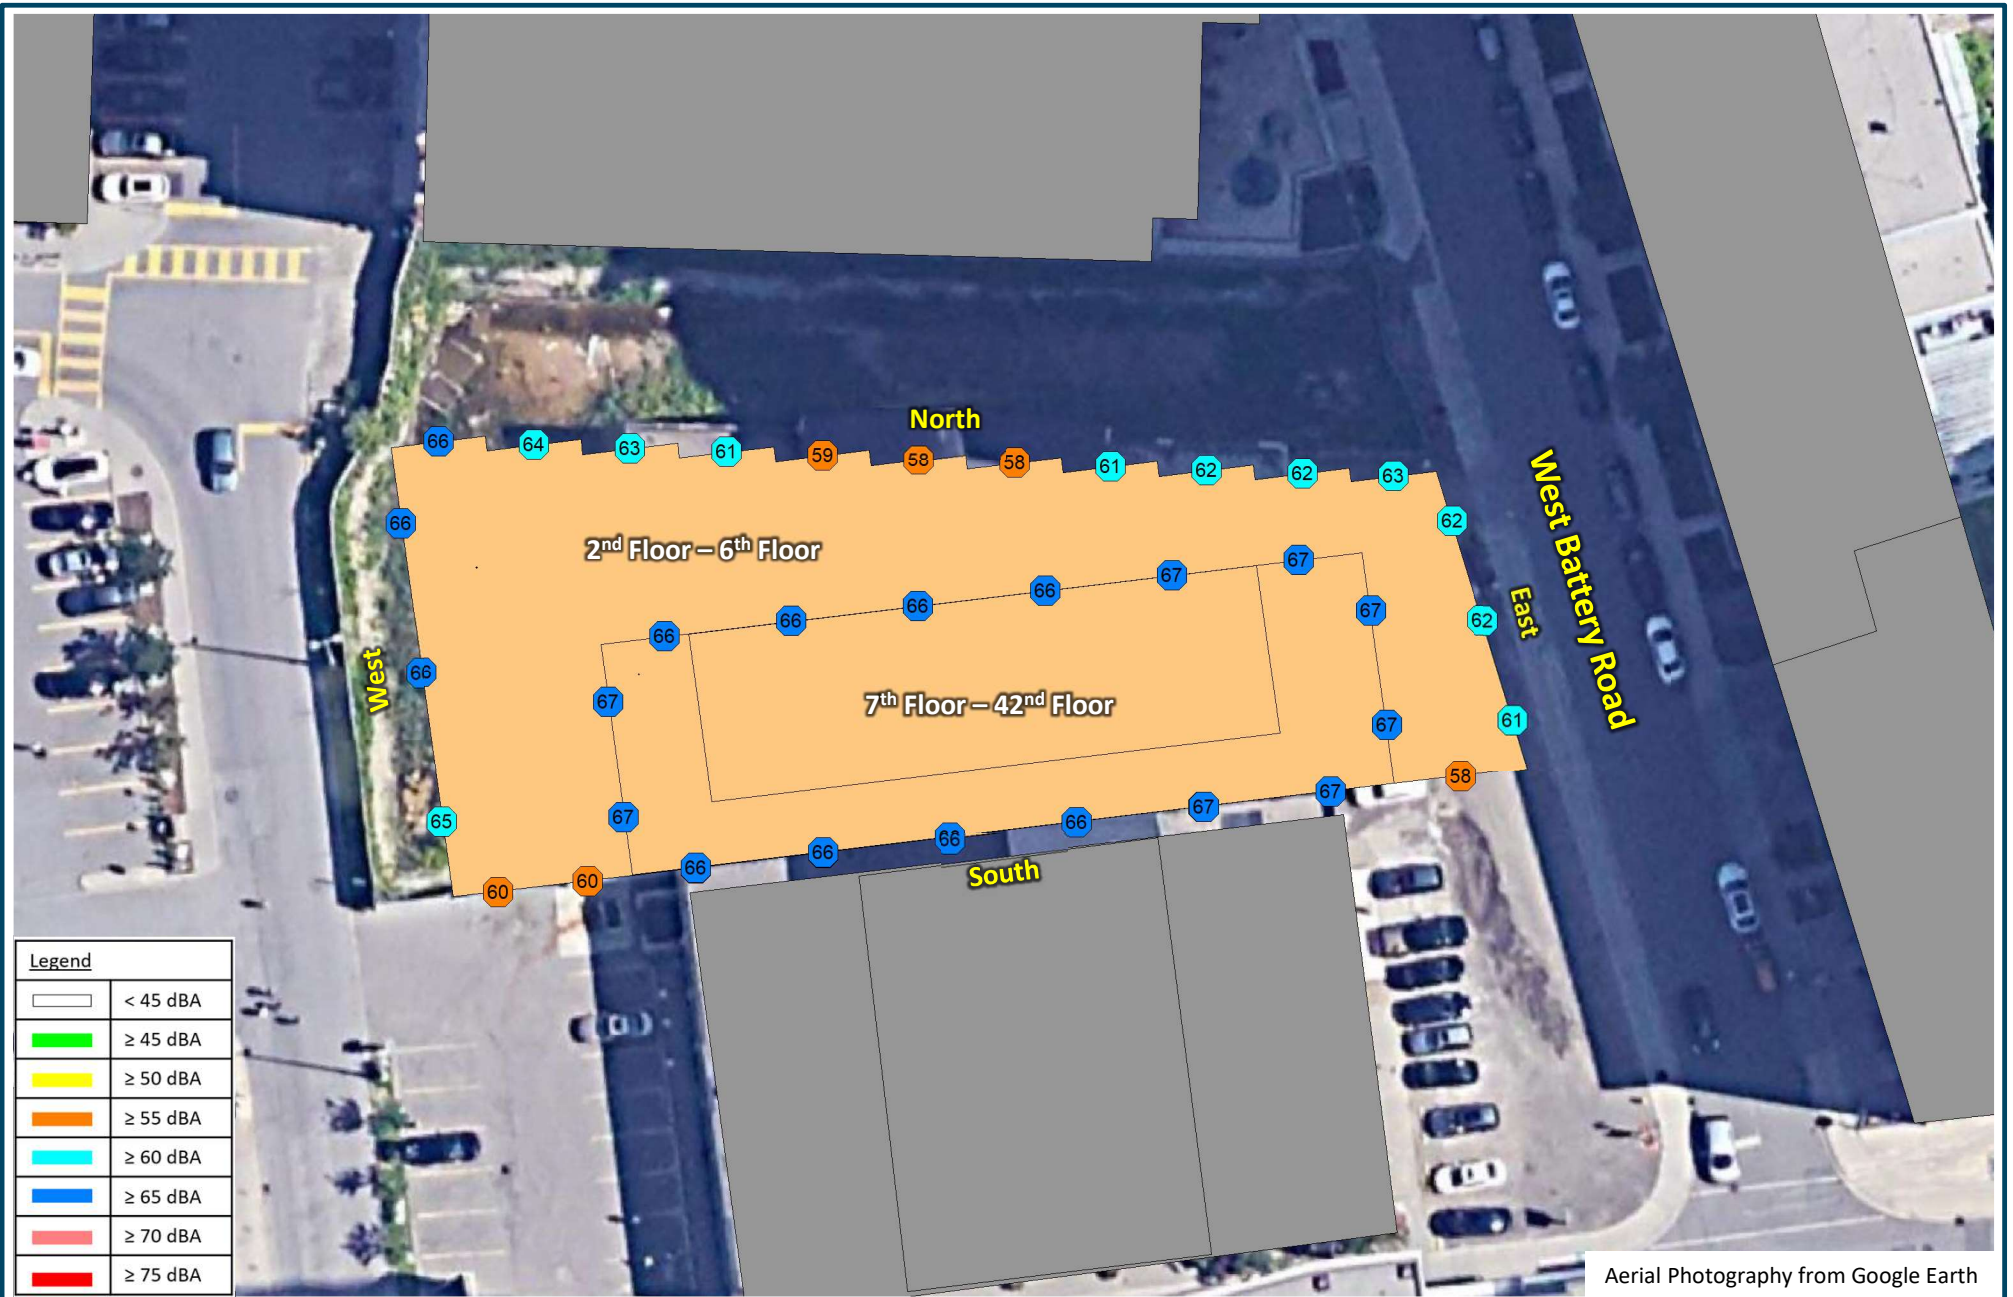 North
66
64
63
61
59
58
58
61
62
62
63
66
62
2nd Floor – 6th Floor
67
67
66
66
66
67
62
66
66
67
67
61
West
East
West Battery Road
7th Floor – 42nd Floor
67
65
67
58
60
60
66
66
66
66
67
67
South
Legend
< 45 dBA
≥ 45 dBA
≥ 50 dBA
≥ 55 dBA
≥ 60 dBA
≥ 65 dBA
≥ 70 dBA
≥ 75 dBA
Aerial Photography from Google Earth